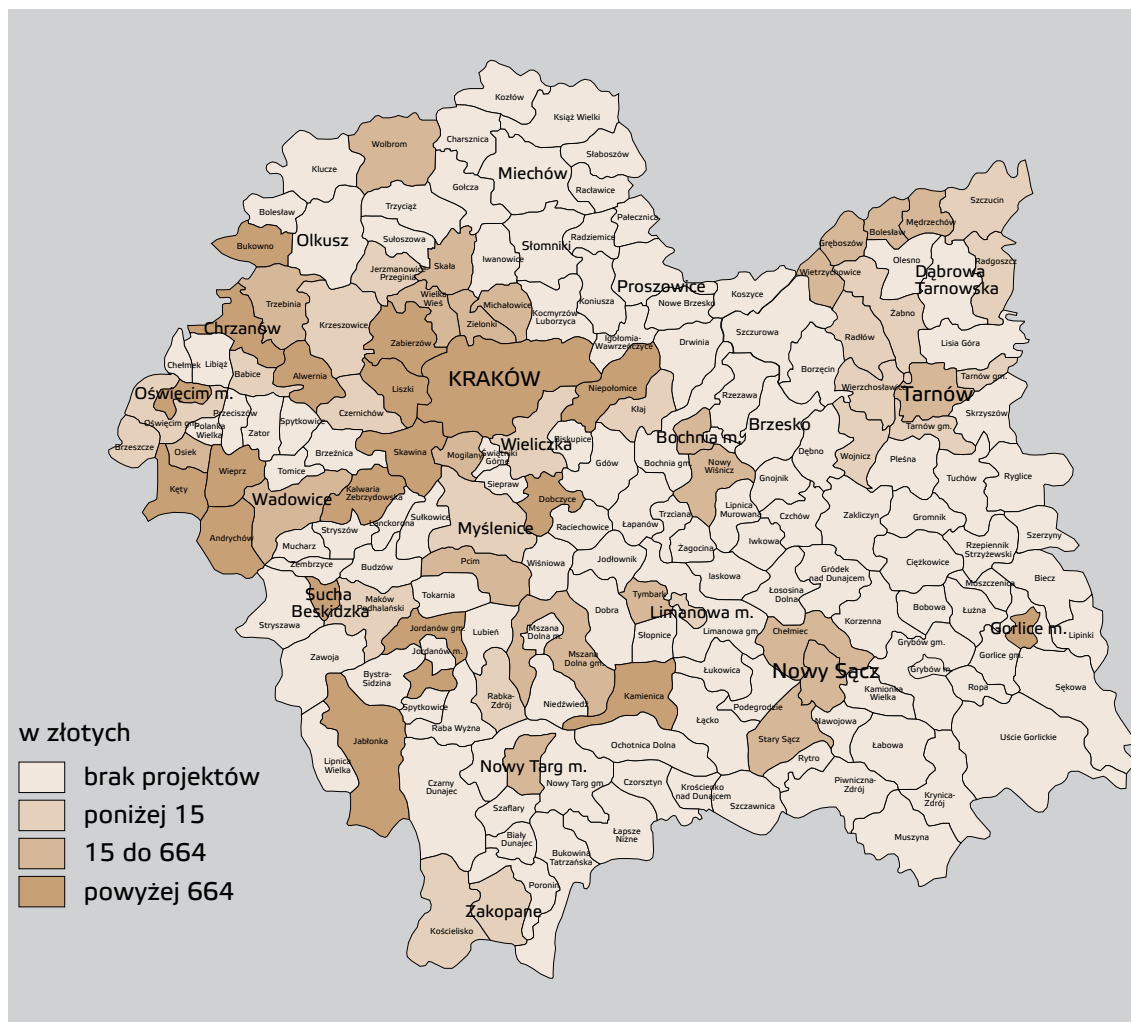 Kozłów
Książ Wielki
Charsznica
Wolbrom
Słaboszów
Klucze
Miechów
Gołcza
Racławice
Szczucin
Trzyciąż
Bolesław
Pałecznica
Mędrzechów
Bolesław
Olkusz
Sułoszowa
Słomniki
Radziemice
Gręboszów
Bukowno
Iwanowice
Olesno
Radgoszcz
Skała
Jerzmanowice
Przeginia
Wietrzychowice
Dąbrowa
Tarnowska
Proszowice
Wielka
Wieś
Michałowice
Koniusza
Nowe Brzesko
Koszyce
Trzebinia
Żabno
Kocmyrzów
Luborzyca
Krzeszowice
Zielonki
Chrzanów
Szczurowa
Igołomia-
Wawrzeńczyce
Radłów
Zabierzów
Drwinia
Lisia Góra
Chełmek
Libiąż
Babice
Alwernia
KRAKÓW
Borzęcin
Tarnów gm.
Liszki
Niepołomice
Wierzchosławice
Oświęcim m.
Rzezawa
Tarnów
Kłaj
Przeciszów
Czernichów
Skrzyszów
Oświęcim gm.
Polanka
Wielka
Spytkowice
Zator
Brzesko
Tarnów gm.
Bochnia m.
Wieliczka
Biskupice
Brzeszcze
Osiek
Brzeźnica
Skawina
Mogilany
Świątniki
Górne
Dębno
Wojnicz
Pleśna
Gdów
Bochnia gm.
Nowy
Wiśnicz
Wieprz
Tomice
Gnojnik
Tuchów
Ryglice
Siepraw
Kęty
Wadowice
Kalwaria
Zebrzydowska
Dobczyce
Lipnica
Murowana
Zakliczyn
Sułkowice
Lanckorona
Trzciana
Czchów
Gromnik
Myślenice
Raciechowice
Łapanów
Stryszów
Andrychów
Szerzyny
Mucharz
Iwkowa
Rzepiennik
Strzyżewski
Żagocina
Zembrzyce
Budzów
Pcim
Wiśniowa
Jodłownik
Ciężkowice
Gródek
nad Dunajcem
laskowa
Moszczenica
Biecz
Sucha
Beskidzka
Maków
Podhalański
Tokarnia
Tymbark
Łososina
Dolna
Dobra
Bobowa
Łużna
Limanowa m.
Stryszawa
Korzenna
Jordanów gm.
Lubień
Mszana
Dolna m.
Słopnice
Limanowa gm.
Chełmiec
Gorlice m.
Lipinki
Grybów gm.
Jordanów m.
Zawoja
Mszana
Dolna gm.
Gorlice gm.
Bystra-
Sidzina
Łukowica
Nowy Sącz
Grybów m.
Sękowa
Rabka-
Zdrój
Kamienica
Kamionka
Wielka
Ropa
Spytkowice
Niedźwiedź
Podegrodzie
Raba Wyżna
Łącko
Nawojowa
w złotych
Jabłonka
Stary Sącz
Uście Gorlickie
Ochotnica Dolna
Łabowa
Lipnica
Wielka
Rytro
brak projektów
Nowy Targ m.
Czarny
Dunajec
Nowy Targ gm.
Czorsztyn
Krościenko
nad Dunajcem
Piwniczna-
Zdrój
Krynica-
Zdrój
poniżej 15
Szaflary
Szczawnica
Biały
Dunajec
Łapsze
Niżne
Muszyna
15 do 664
Bukowina
Tatrzańska
Poronin
powyżej 664
Zakopane
Kościelisko